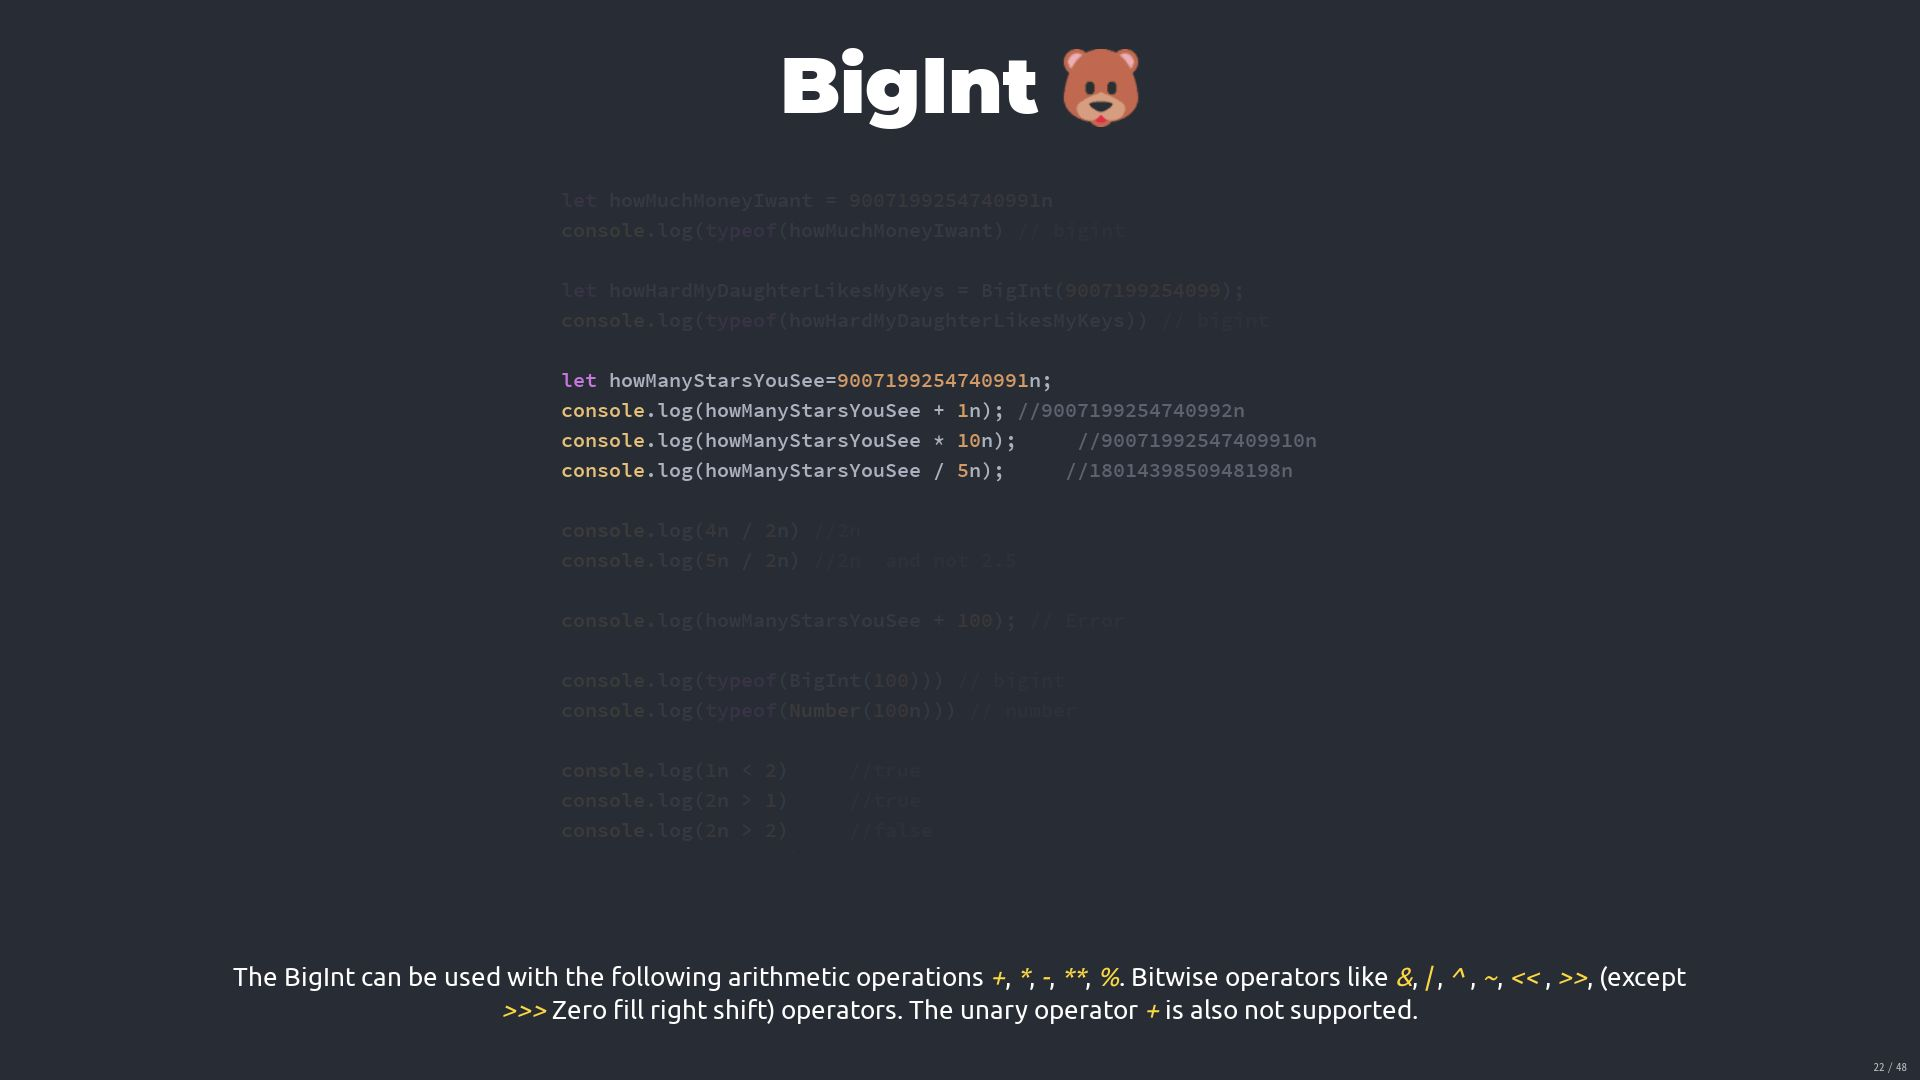 BigInt
let howMuchMoneyIwant = 9007199254740991n
console.log(typeof(howMuchMoneyIwant) // bigint
let howHardMyDaughterLikesMyKeys = BigInt(9007199254099);
console.log(typeof(howHardMyDaughterLikesMyKeys)) // bigint
let howManyStarsYouSee=9007199254740991n;
console.log(howManyStarsYouSee + 1n); //9007199254740992n
console.log(howManyStarsYouSee * 10n);     //90071992547409910n
console.log(howManyStarsYouSee / 5n);     //1801439850948198n
console.log(4n / 2n) //2n
console.log(5n / 2n) //2n  and not 2.5
console.log(howManyStarsYouSee + 100); // Error
console.log(typeof(BigInt(100))) // bigint
console.log(typeof(Number(100n))) // number
console.log(1n < 2)     //true
console.log(2n > 1)     //true
console.log(2n > 2)     //false
The BigInt can be used with the following arithmetic operations +, *, -, **, %. Bitwise operators like &, | , ^ , ~, << , >>, (except
>>> Zero fill right shift) operators. The unary operator + is also not supported.
22 / 48